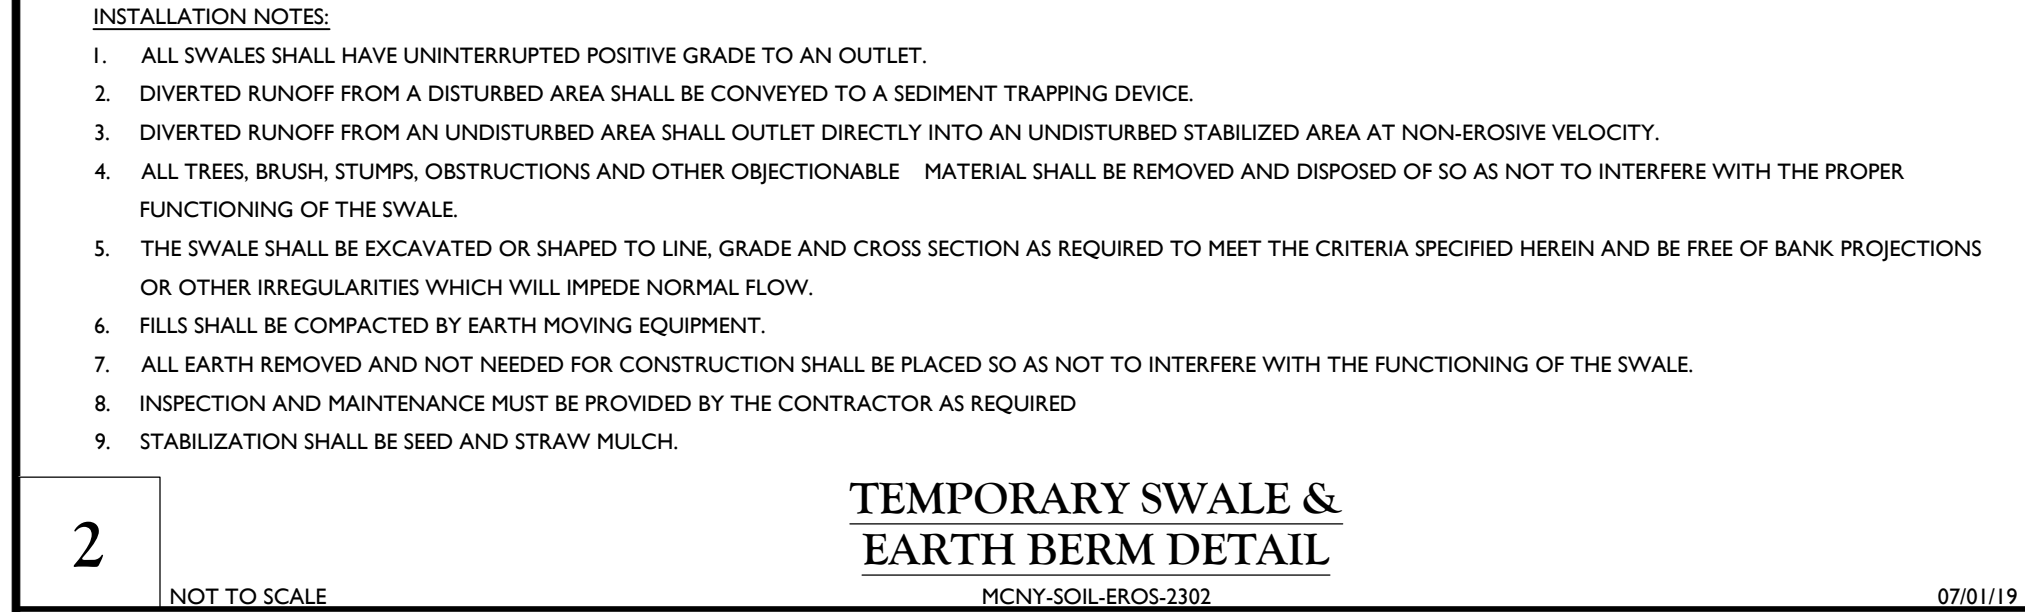 INSTALLATION NOTES:
1. ALL SWALES SHALL HAVE UNINTERRUPTED POSITIVE GRADE TO AN OUTLET.
2. DIVERTED RUNOFF FROM A DISTURBED AREA SHALL BE CONVEYED TO A SEDIMENT TRAPPING DEVICE.
3. DIVERTED RUNOFF FROM AN UNDISTURBED AREA SHALL OUTLET DIRECTLY INTO AN UNDISTURBED STABILIZED AREA AT NON-EROSIVE VELOCITY.
4. ALL TREES, BRUSH, STUMPS, OBSTRUCTIONS AND OTHER OBJECTIONABLE MATERIAL SHALL BE REMOVED AND DISPOSED OF SO AS NOT TO INTERFERE WITH THE PROPER
FUNCTIONING OF THE SWALE.
5. THE SWALE SHALL BE EXCAVATED OR SHAPED TO LINE, GRADE AND CROSS SECTION AS REQUIRED TO MEET THE CRITERIA SPECIFIED HEREIN AND BE FREE OF BANK PROJECTIONS
OR OTHER IRREGULARITIES WHICH WILL IMPEDE NORMAL FLOW.
6. FILLS SHALL BE COMPACTED BY EARTH MOVING EQUIPMENT.
7. ALL EARTH REMOVED AND NOT NEEDED FOR CONSTRUCTION SHALL BE PLACED SO AS NOT TO INTERFERE WITH THE FUNCTIONING OF THE SWALE.
8. INSPECTION AND MAINTENANCE MUST BE PROVIDED BY THE CONTRACTOR AS REQUIRED
9. STABILIZATION SHALL BE SEED AND STRAW MULCH.
2
TEMPORARY SWALE &
EARTH BERM DETAIL
NOT TO SCALE
MCNY-SOIL-EROS-2302
07/01/19